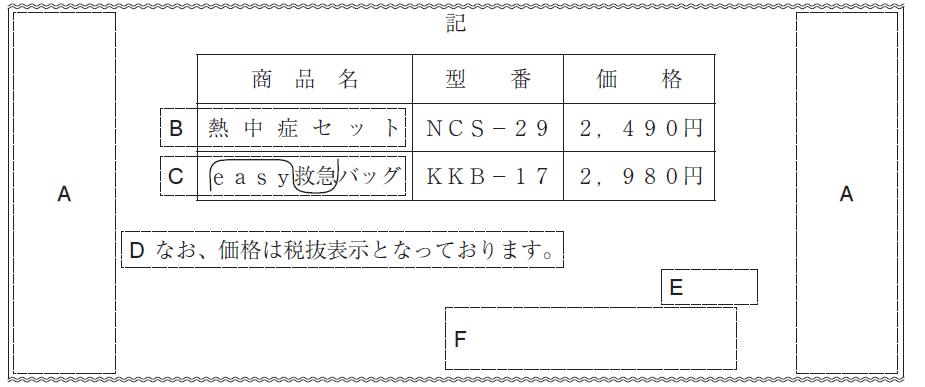 記
商品名 型番 価格
B 熱中症セット NCS－29 2，490円
C easy救急バッグ KKB－17 2，980円
A A
D なお、価格は税抜表示となっております。
E
F